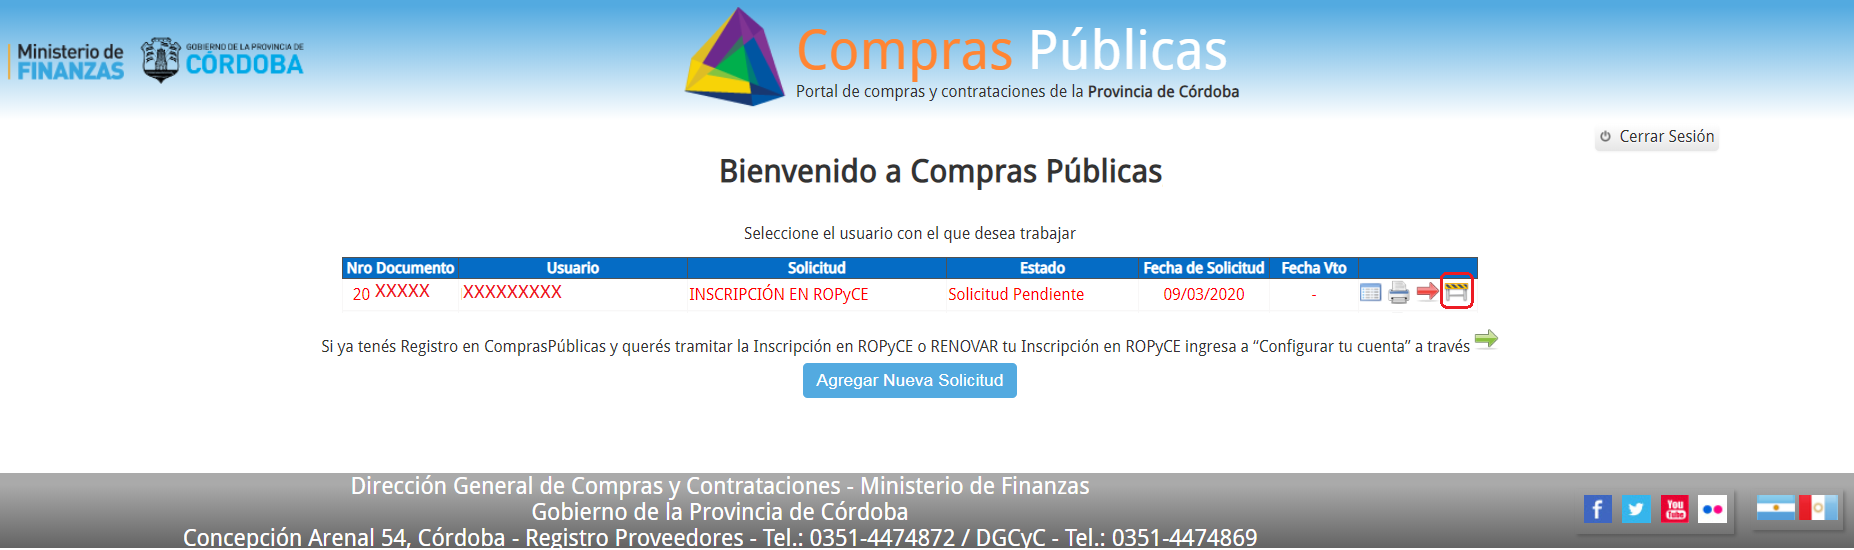 Ministerio de
FINANZAS
GOBIERNO DE LA PROVINCIA DE
CÓRDOBA
Compras Públicas
Portal de compras y contrataciones de la Provincia de Córdoba
Cerrar Sesión
Bienvenido a Compras Públicas
Seleccione el usuario con el que desea trabajar
Nro Documento Usuario Solicitud Estado Fecha de Solicitud Fecha Vto
20 XXXXX XXXXXXXXX INSCRIPCIÓN EN ROPyCE Solicitud Pendiente 09/03/2020 -
Si ya tenés Registro en ComprasPúblicas y querés tramitar la Inscripción en ROPyCE o RENOVAR tu Inscripción en ROPyCE ingresa a “Configurar tu cuenta” a través
Agregar Nueva Solicitud
Dirección General de Compras y Contrataciones - Ministerio de Finanzas
Gobierno de la Provincia de Córdoba
Concepción Arenal 54, Córdoba - Registro Proveedores - Tel.: 0351-4474872 / DGCyC - Tel.: 0351-4474869
You
Tube